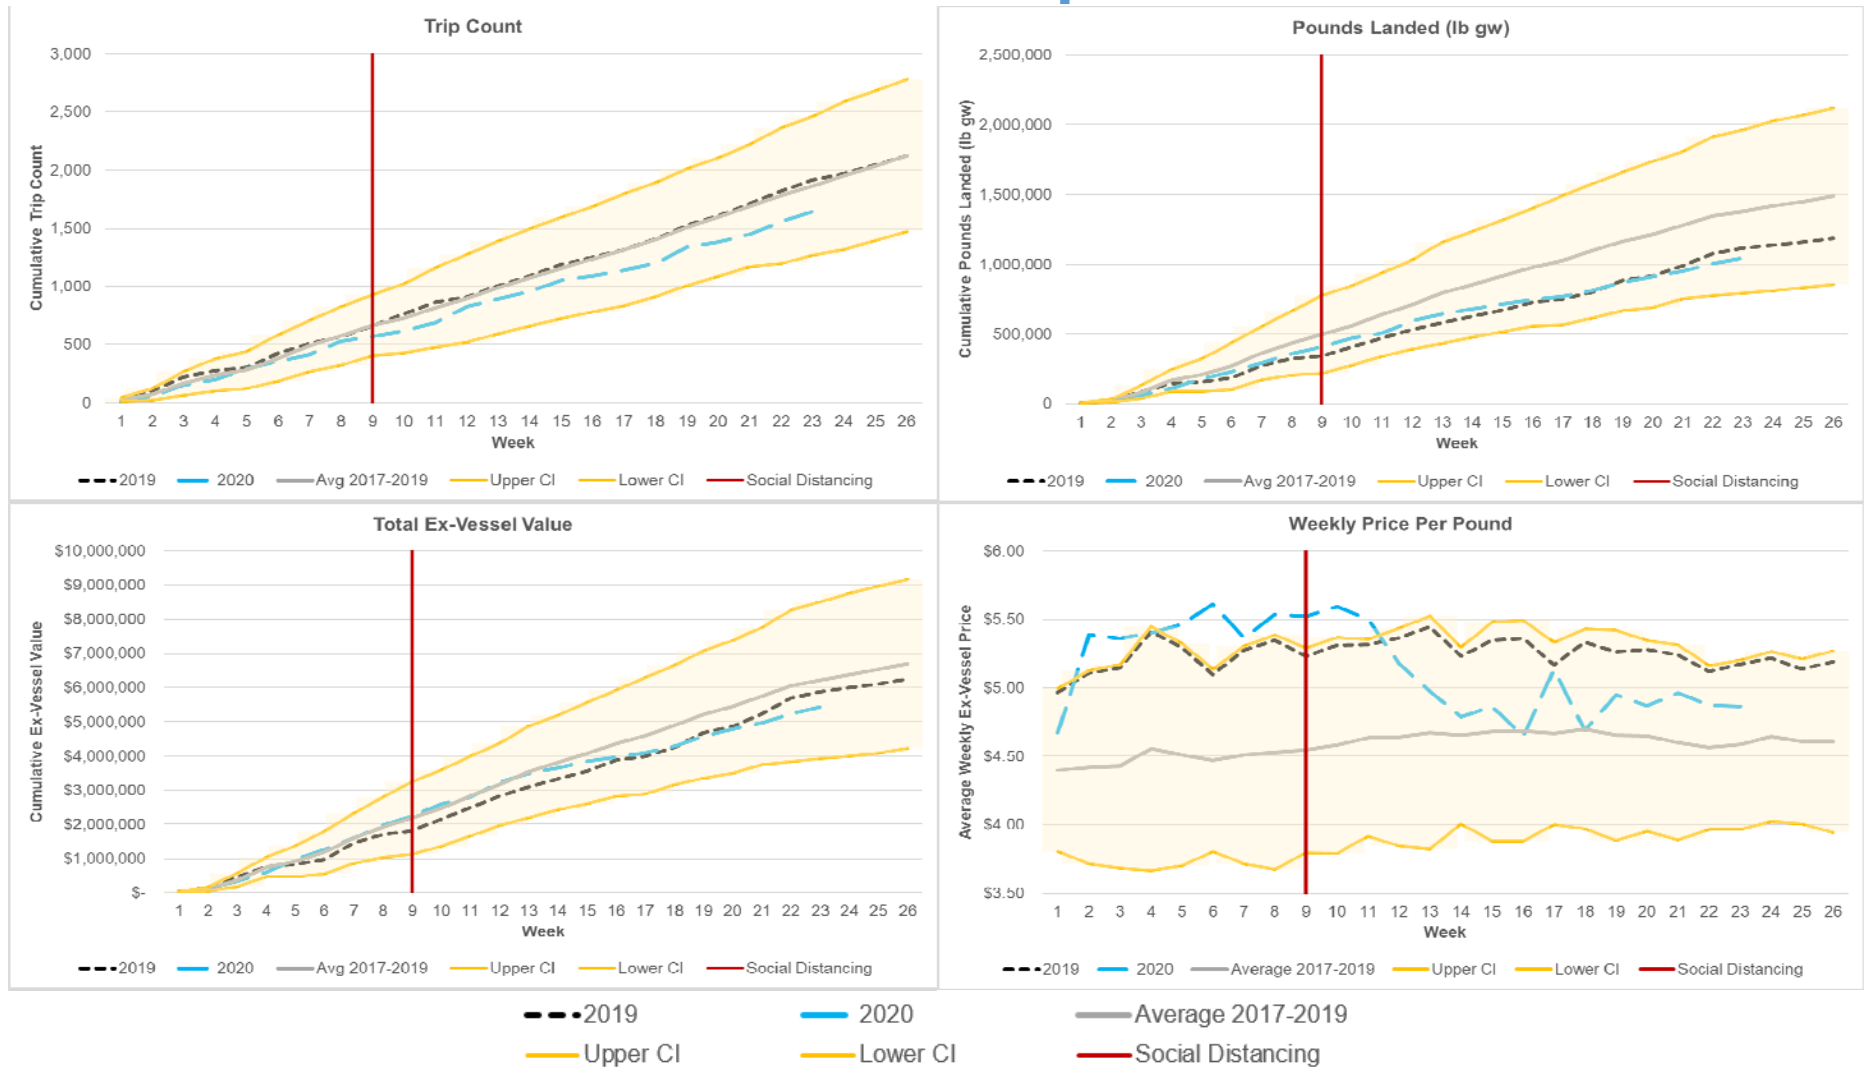 Trip Count
3,000
2,500
2,000
1,500
1,000
500
0
Cumulative Trip Count
1 2 3 4 5 6 7 8 9 10 11 12 13 14 15 16 17 18 19 20 21 22 23 24 25 26
Week
2019 2020 Avg 2017-2019 Upper CI Lower CI Social Distancing
Pounds Landed (lb gw)
2,500,000
2,000,000
1,500,000
1,000,000
500,000
0
Cumulative Pounds Landed (lb gw)
1 2 3 4 5 6 7 8 9 10 11 12 13 14 15 16 17 18 19 20 21 22 23 24 25 26
Week
2019 2020 Avg 2017-2019 Upper CI Lower CI Social Distancing
Total Ex-Vessel Value
$10,000,000
$9,000,000
$8,000,000
$7,000,000
$6,000,000
$5,000,000
$4,000,000
$3,000,000
$2,000,000
$1,000,000
$-
Cumulative Ex-Vessel Value
1 2 3 4 5 6 7 8 9 10 11 12 13 14 15 16 17 18 19 20 21 22 23 24 25 26
Week
2019 2020 Avg 2017-2019 Upper CI Lower CI Social Distancing
Weekly Price Per Pound
$6.00
$5.50
$5.00
$4.50
$4.00
$3.50
Average Weekly Ex-Vessel Price
1 2 3 4 5 6 7 8 9 10 11 12 13 14 15 16 17 18 19 20 21 22 23 24 25 26
Week
2019 2020 Average 2017-2019 Upper CI Lower CI Social Distancing
2019 2020 Average 2017-2019
Upper CI Lower CI Social Distancing